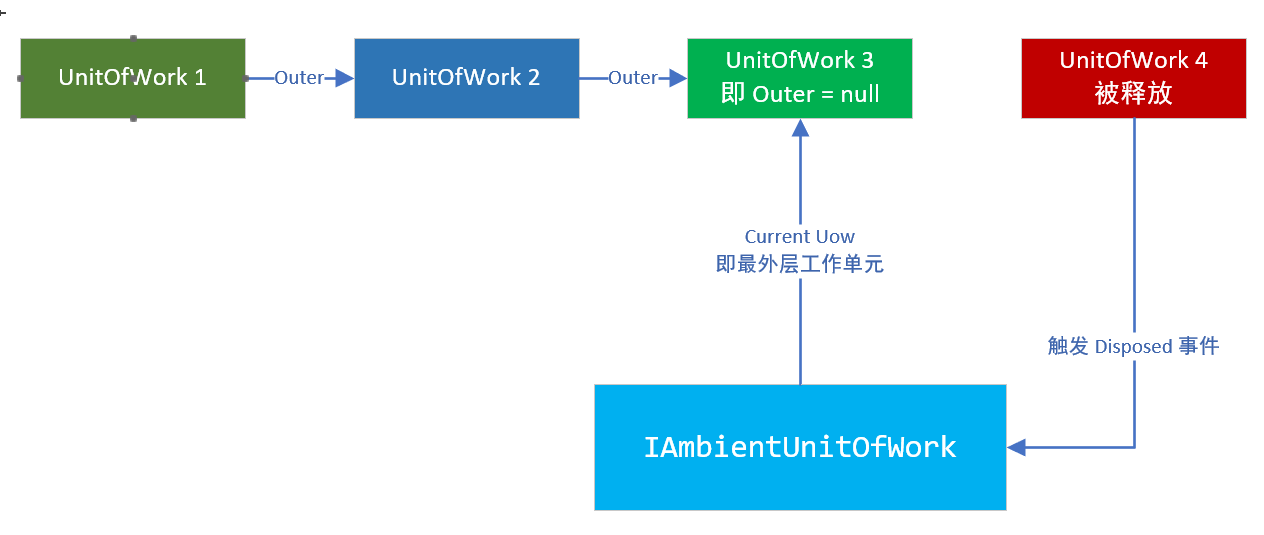 UnitOfWork 1
Outer
UnitOfWork 2
Outer
UnitOfWork 3
即 Outer = null
UnitOfWork 4
被释放
Current Uow
即最外层工作单元
触发 Disposed 事件
IAmbientUnitOfWork